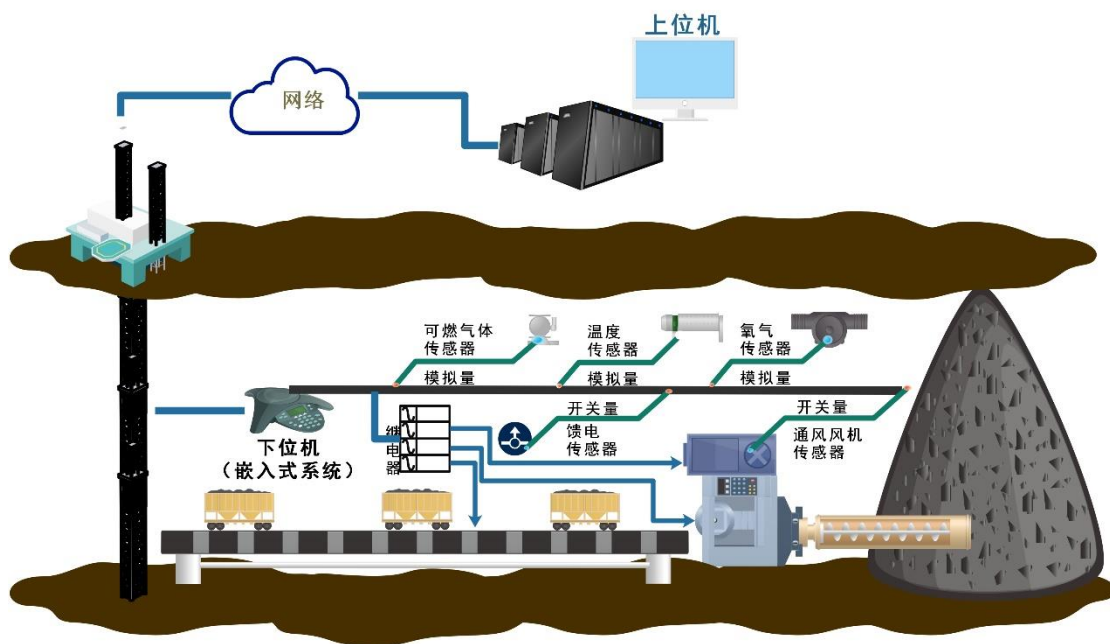 上位机
网络
可燃气体
传感器
温度
传感器
氧气
传感器
模拟量
模拟量
模拟量
开关量
馈电
传感器
开关量
通风风机
传感器
继电器
下位机
（嵌入式系统）